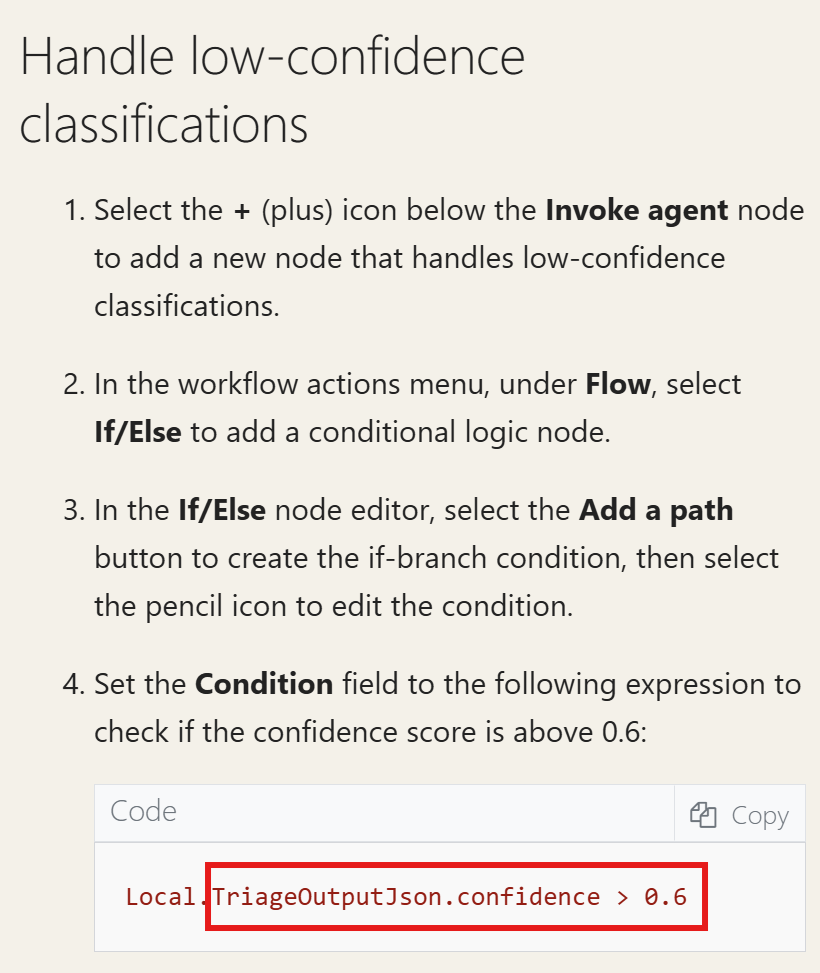 Handle low-confidence
classifications
1. Select the + (plus) icon below the Invoke agent node
to add a new node that handles low-confidence
classifications.
2. In the workflow actions menu, under Flow, select
If/Else to add a conditional logic node.
3. In the If/Else node editor, select the Add a path
button to create the if-branch condition, then select
the pencil icon to edit the condition.
4. Set the Condition field to the following expression to
check if the confidence score is above 0.6:
Code Copy
Local.TriageOutputJson.confidence > 0.6